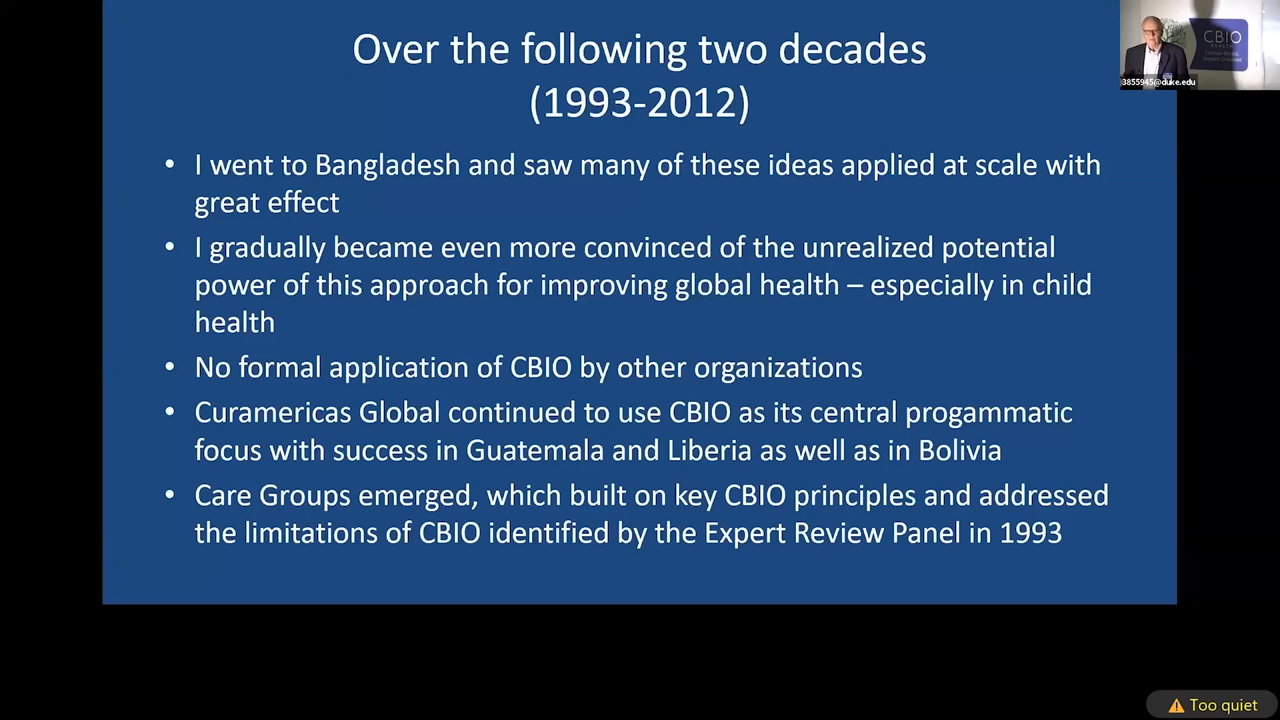 Over the following two decades
(1993-2012)
• I went to Bangladesh and saw many of these ideas applied at scale with
great effect
• I gradually became even more convinced of the unrealized potential
power of this approach for improving global health – especially in child
health
• No formal application of CBIO by other organizations
• Curamericas Global continued to use CBIO as its central progammatic
focus with success in Guatemala and Liberia as well as in Bolivia
• Care Groups emerged, which built on key CBIO principles and addressed
the limitations of CBIO identified by the Expert Review Panel in 1993
CBIO
3855945@duke.edu
Too quiet